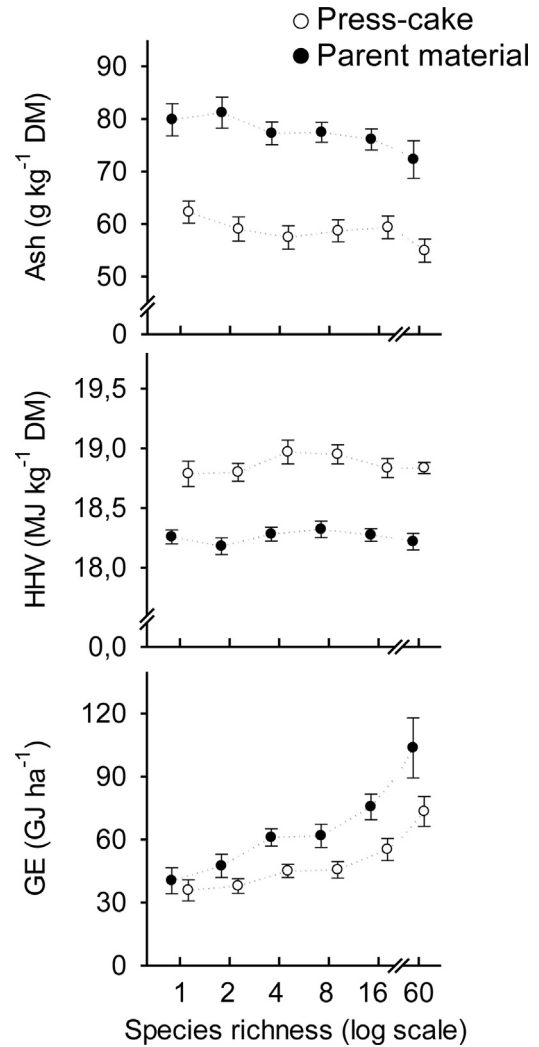 Press-cake
Parent material
90
80
70
60
50
0
Ash (g kg⁻¹ DM)
19,5
19,0
18,5
18,0
0,0
HHV (MJ kg⁻¹ DM)
120
90
60
30
0
GE (GJ ha⁻¹)
1 2 4 8 16 60
Species richness (log scale)